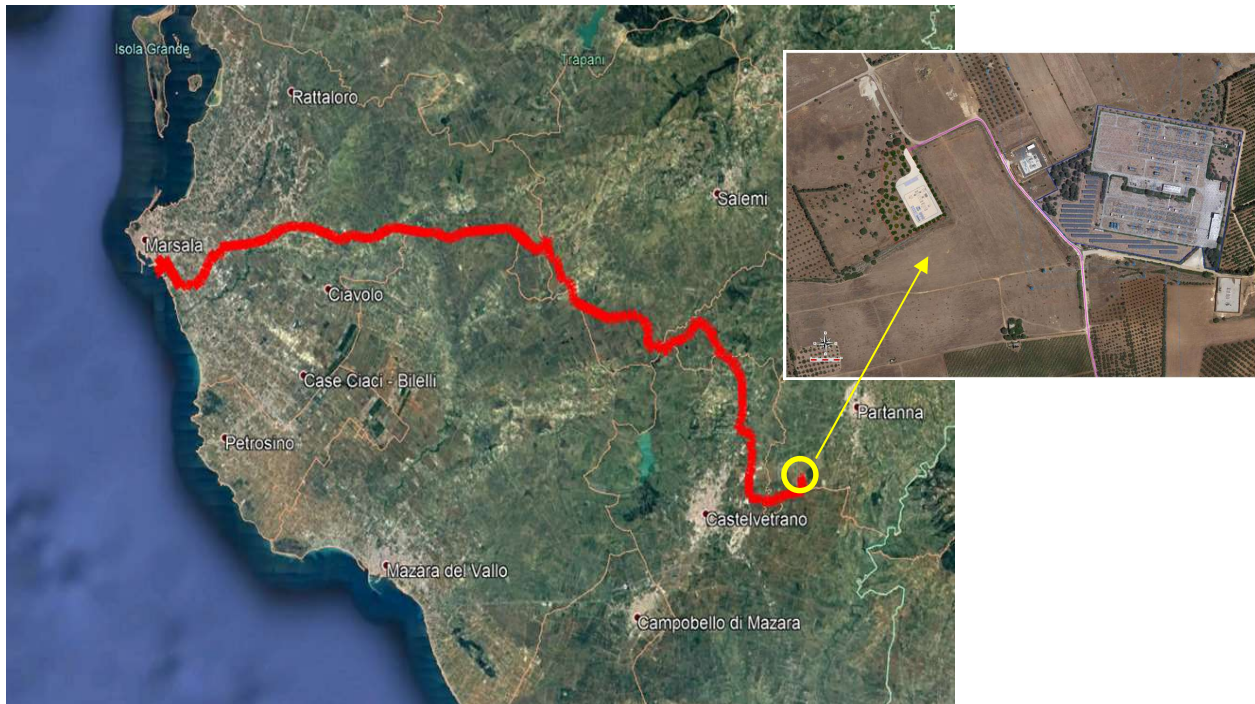 Isola Grande
Trapani
Rattaloro
Salemi
Marsala
Ciavolo
Case Ciaci - Bilelli
Partanna
Petrosino
Castelvetrano
Mazara del Vallo
Campobello di Mazara